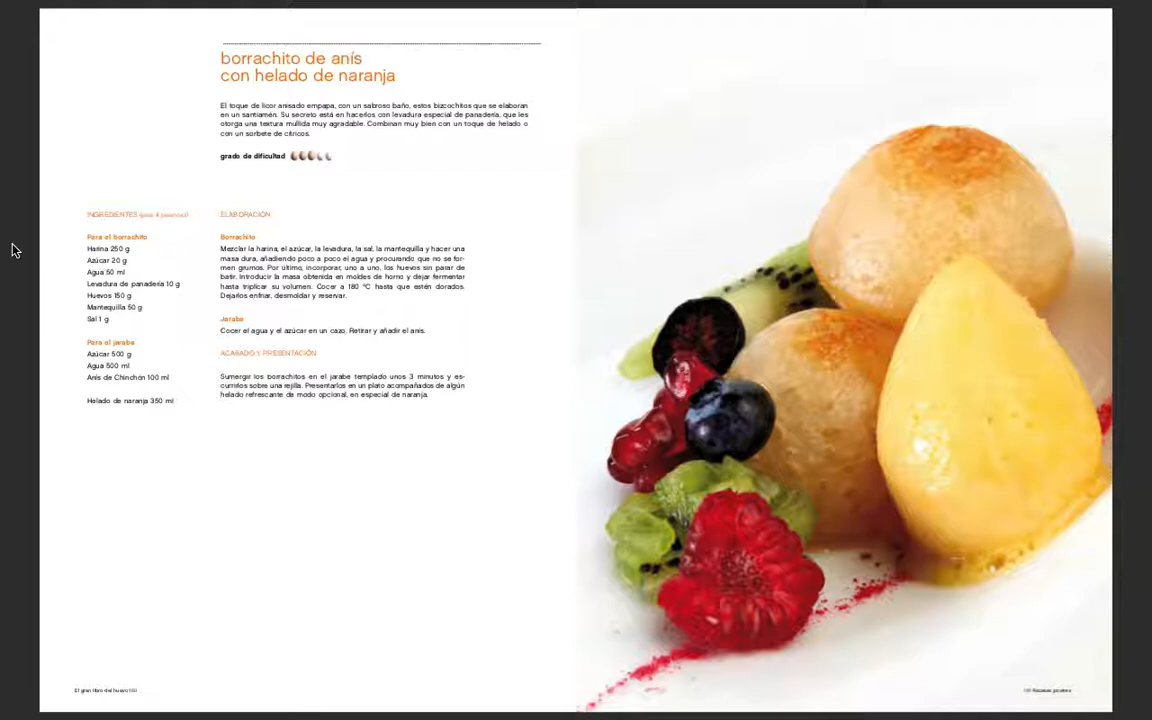 borrachito de anís
con helado de naranja
El toque de licor anisado empapa, con un sabroso baño, estos bizcochitos que se elaboran
en un santiamén. Su secreto está en hacerlos con levadura especial de panadería, que les
otorga una textura mullida muy agradable. Combinan muy bien con un toque de helado o
con un sorbete de cítricos.
grado de dificultad
INGREDIENTES (para 4 personas)
Para el borrachito
Harina 250 g
Azúcar 20 g
Agua 50 ml
Levadura de panadería 10 g
Huevos 150 g
Mantequilla 50 g
Sal 1 g
Para el jarabe
Azúcar 500 g
Agua 500 ml
Anís de Chinchón 100 ml
Helado de naranja 350 ml
ELABORACIÓN
Borrachito
Mezclar la harina, el azúcar, la levadura, la sal, la mantequilla y hacer una
masa dura, añadiendo poco a poco el agua y procurando que no se for-
men grumos. Por último, incorporar, uno a uno, los huevos sin parar de
batir. Introducir la masa obtenida en moldes de horno y dejar fermentar
hasta triplicar su volumen. Cocer a 180 ºC hasta que estén dorados.
Dejarlos enfriar, desmoldar y reservar.
Jarabe
Cocer el agua y el azúcar en un cazo. Retirar y añadir el anís.
ACABADO Y PRESENTACIÓN
Sumergir los borrachitos en el jarabe templado unos 3 minutos y es-
currirlos sobre una rejilla. Presentarlos en un plato acompañados de algún
helado refrescante de modo opcional, en especial de naranja.
El gran libro del huevo